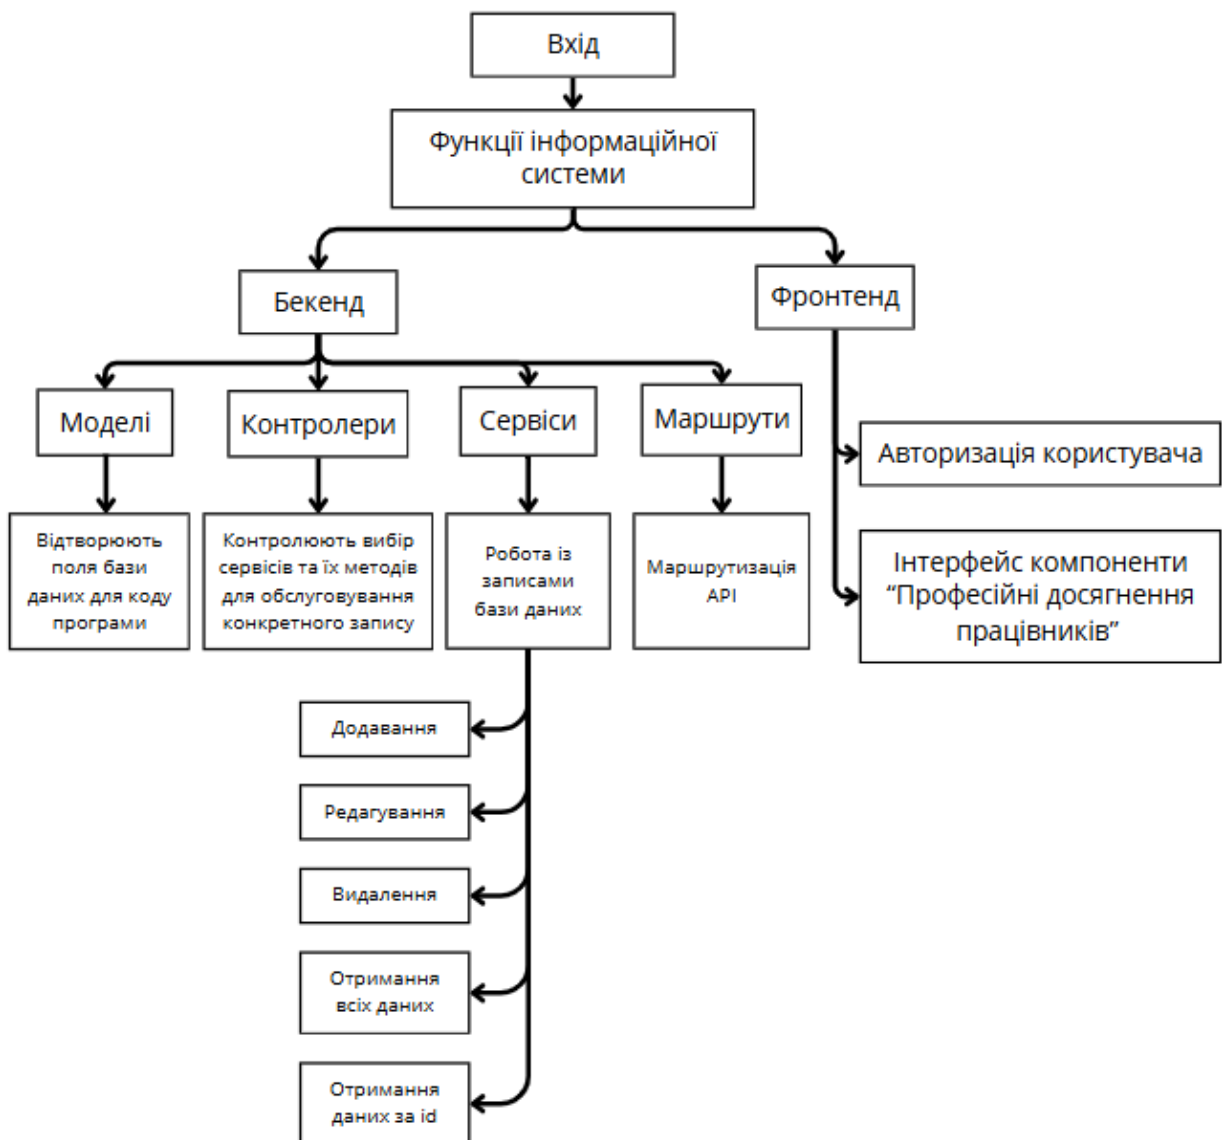 Вхід
Функції інформаційної
системи
Бекенд
Фронтенд
Моделі
Контролери
Сервіси
Маршрути
Авторизація користувача
Відтворюють
поля бази
даних для коду
програми
Контролюють вибір
сервісів та їх методів
для обслуговування
конкретного запису
Робота із
записами
бази даних
Маршрутизація
API
Інтерфейс компоненти
“Професійні досягнення
працівників”
Додавання
Редагування
Видалення
Отримання
всіх даних
Отримання
даних за id